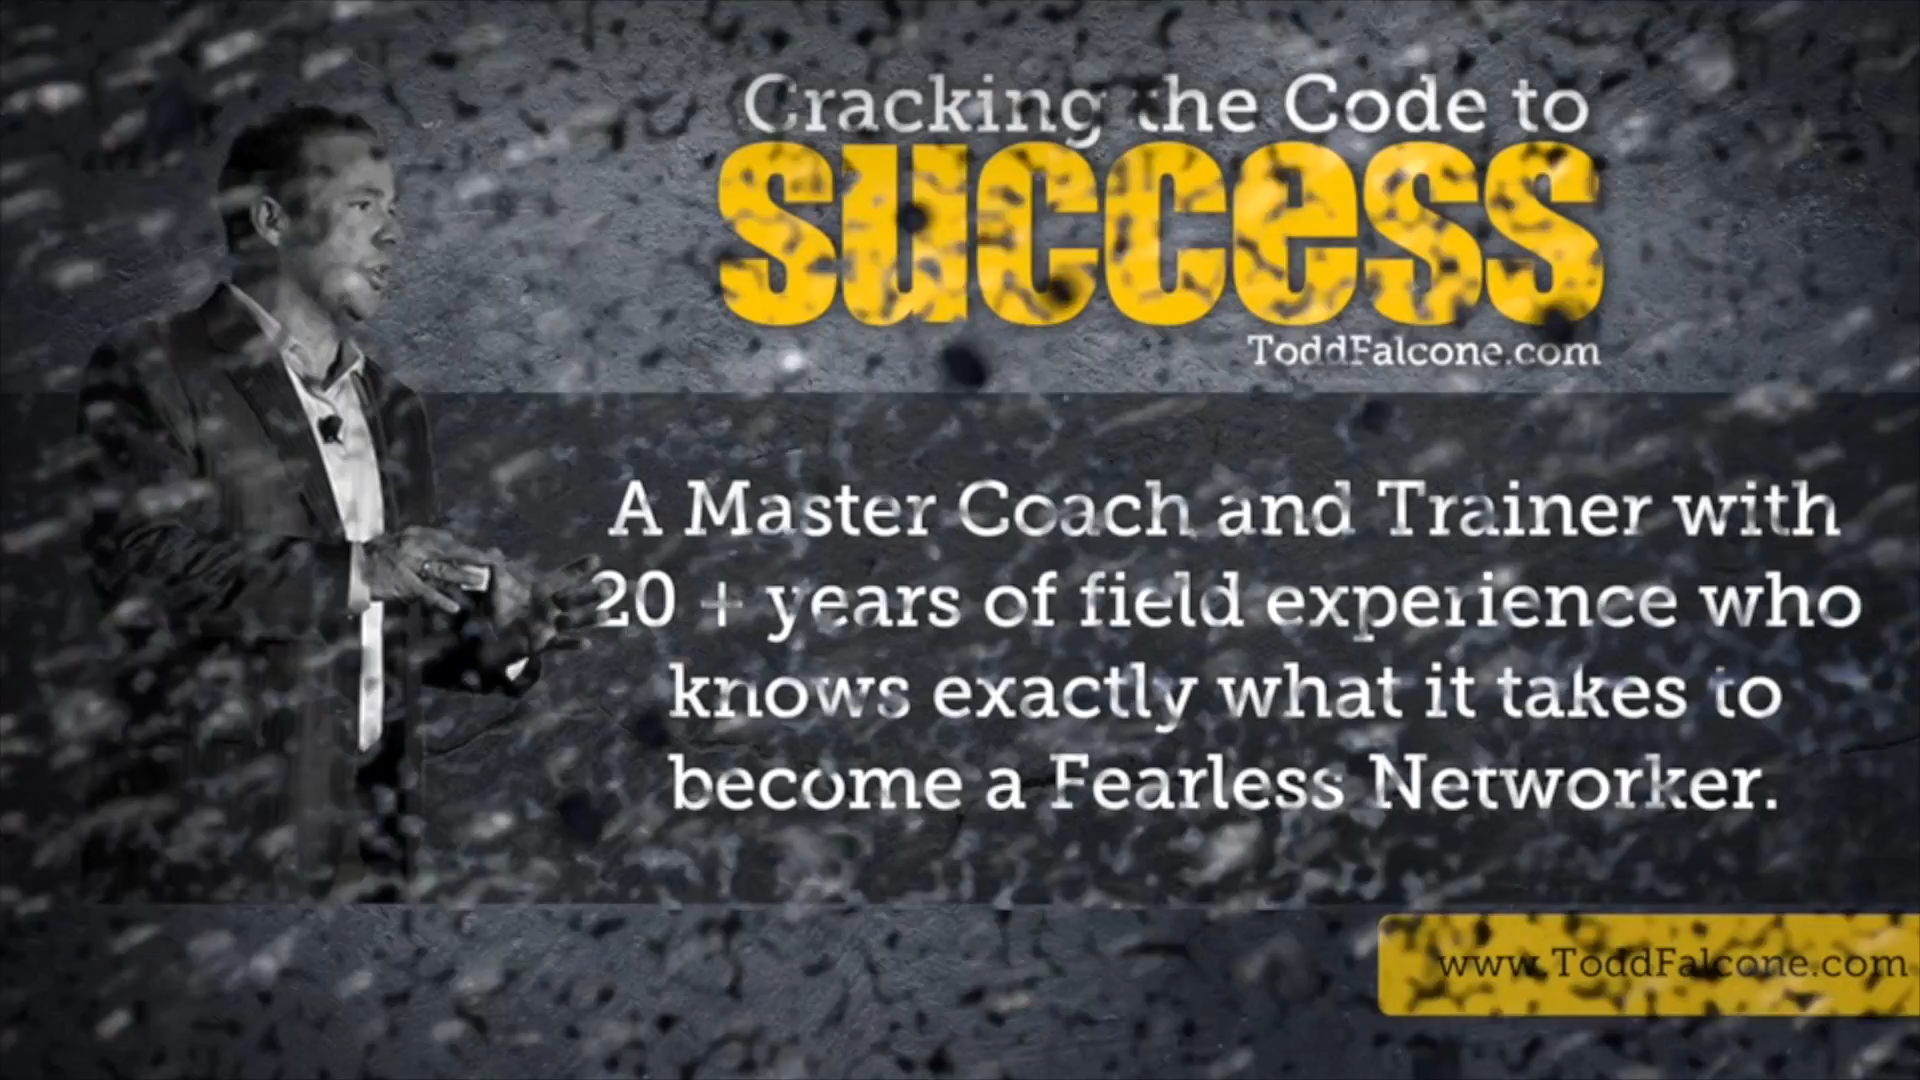 Cracking the Code to
success
ToddFalcone.com
A Master Coach and Trainer with
20 + years of field experience who
knows exactly what it takes to
become a Fearless Networker.
www.ToddFalcone.com